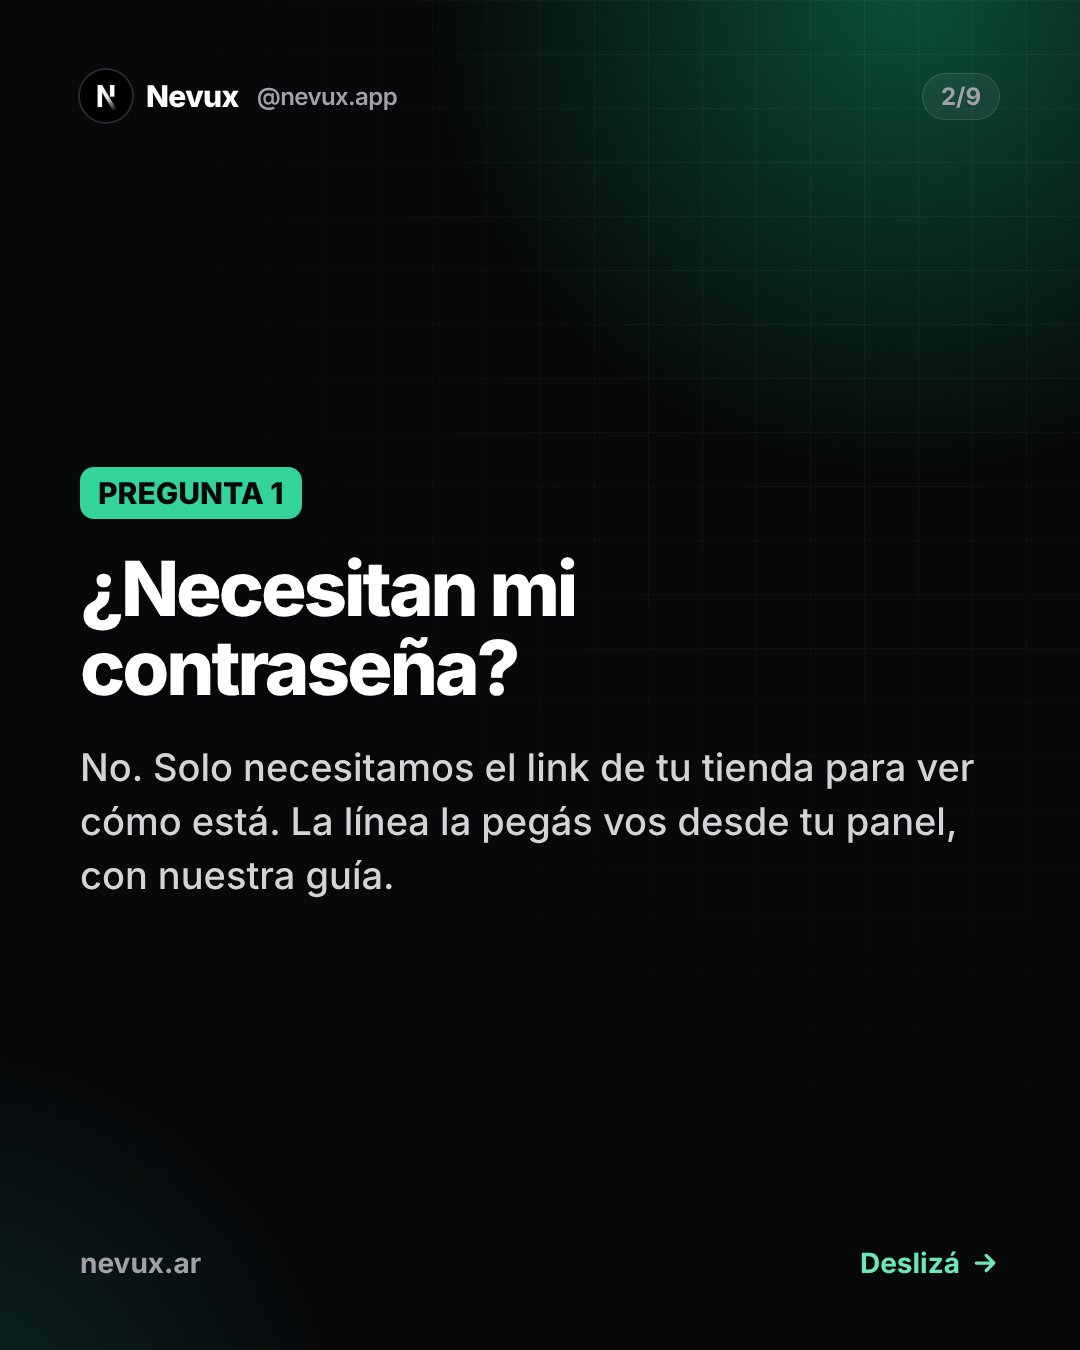 N Nevux @nevux.app 2/9
PREGUNTA 1
¿Necesitan mi
contraseña?
No. Solo necesitamos el link de tu tienda para ver
cómo está. La línea la pegás vos desde tu panel,
con nuestra guía.
nevux.ar Deslizá →